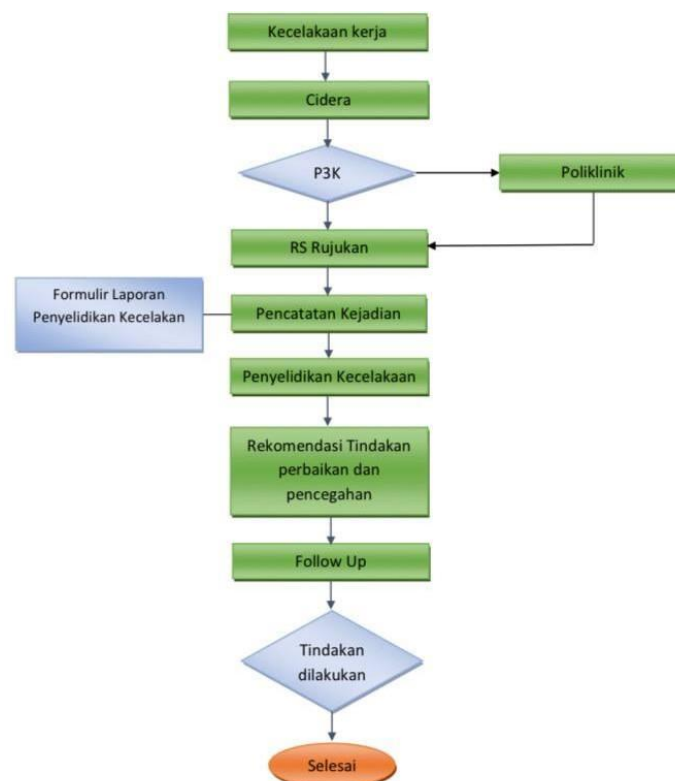 Kecelakaan kerja
Cidera
P3K
Poliklinik
RS Rujukan
Formulir Laporan
Penyelidikan Kecelakan
Pencatatan Kejadian
Penyelidikan Kecelakaan
Rekomendasi Tindakan
perbaikan dan
pencegahan
Follow Up
Tindakan
dilakukan
Selesai